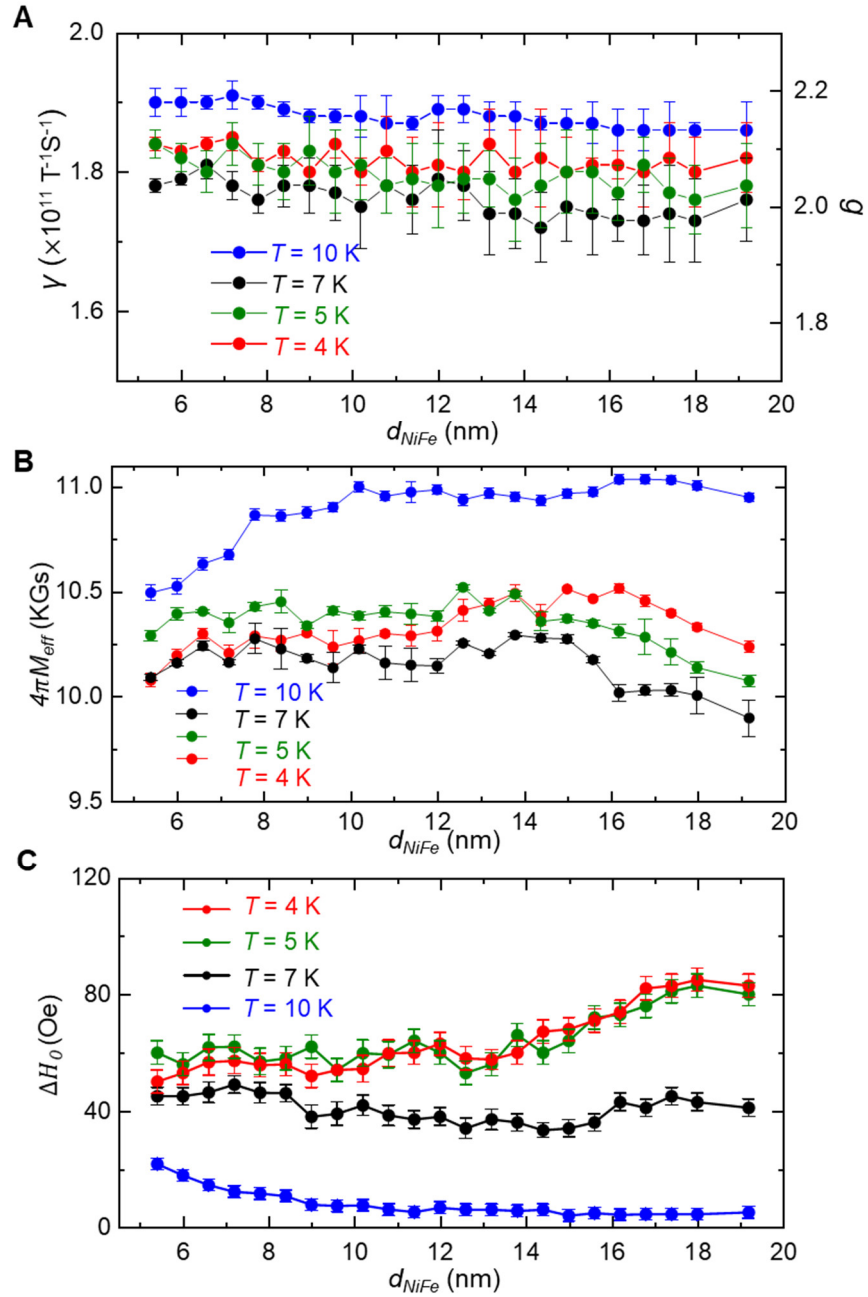 A
2.0
1.8
1.6
γ (×10¹¹ T⁻¹S⁻¹)
2.2
2.0
1.8
g
T = 10 K
T = 7 K
T = 5 K
T = 4 K
6 8 10 12 14 16 18 20
d_NiFe (nm)
B
11.0
10.5
10.0
9.5
4πM_eff (KGs)
T = 10 K
T = 7 K
T = 5 K
T = 4 K
6 8 10 12 14 16 18 20
d_NiFe (nm)
C
120
80
40
0
ΔH₀ (Oe)
T = 4 K
T = 5 K
T = 7 K
T = 10 K
6 8 10 12 14 16 18 20
d_NiFe (nm)